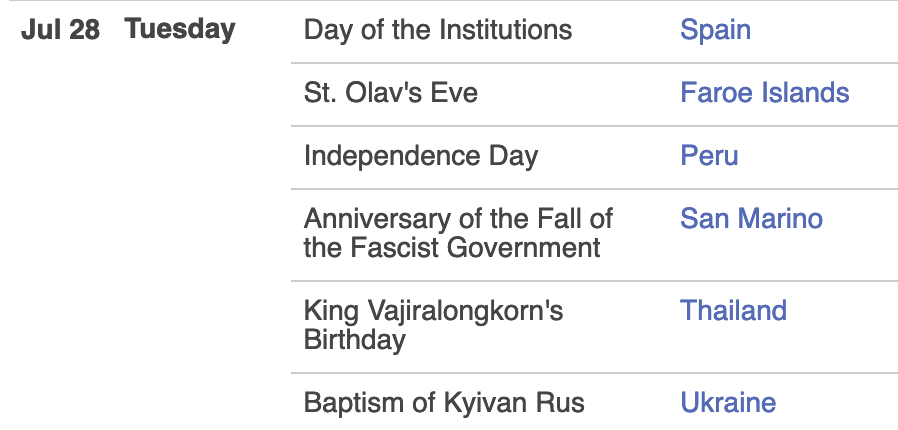 Jul 28 Tuesday Day of the Institutions Spain
St. Olav's Eve Faroe Islands
Independence Day Peru
Anniversary of the Fall of San Marino
the Fascist Government
King Vajiralongkorn's Thailand
Birthday
Baptism of Kyivan Rus Ukraine